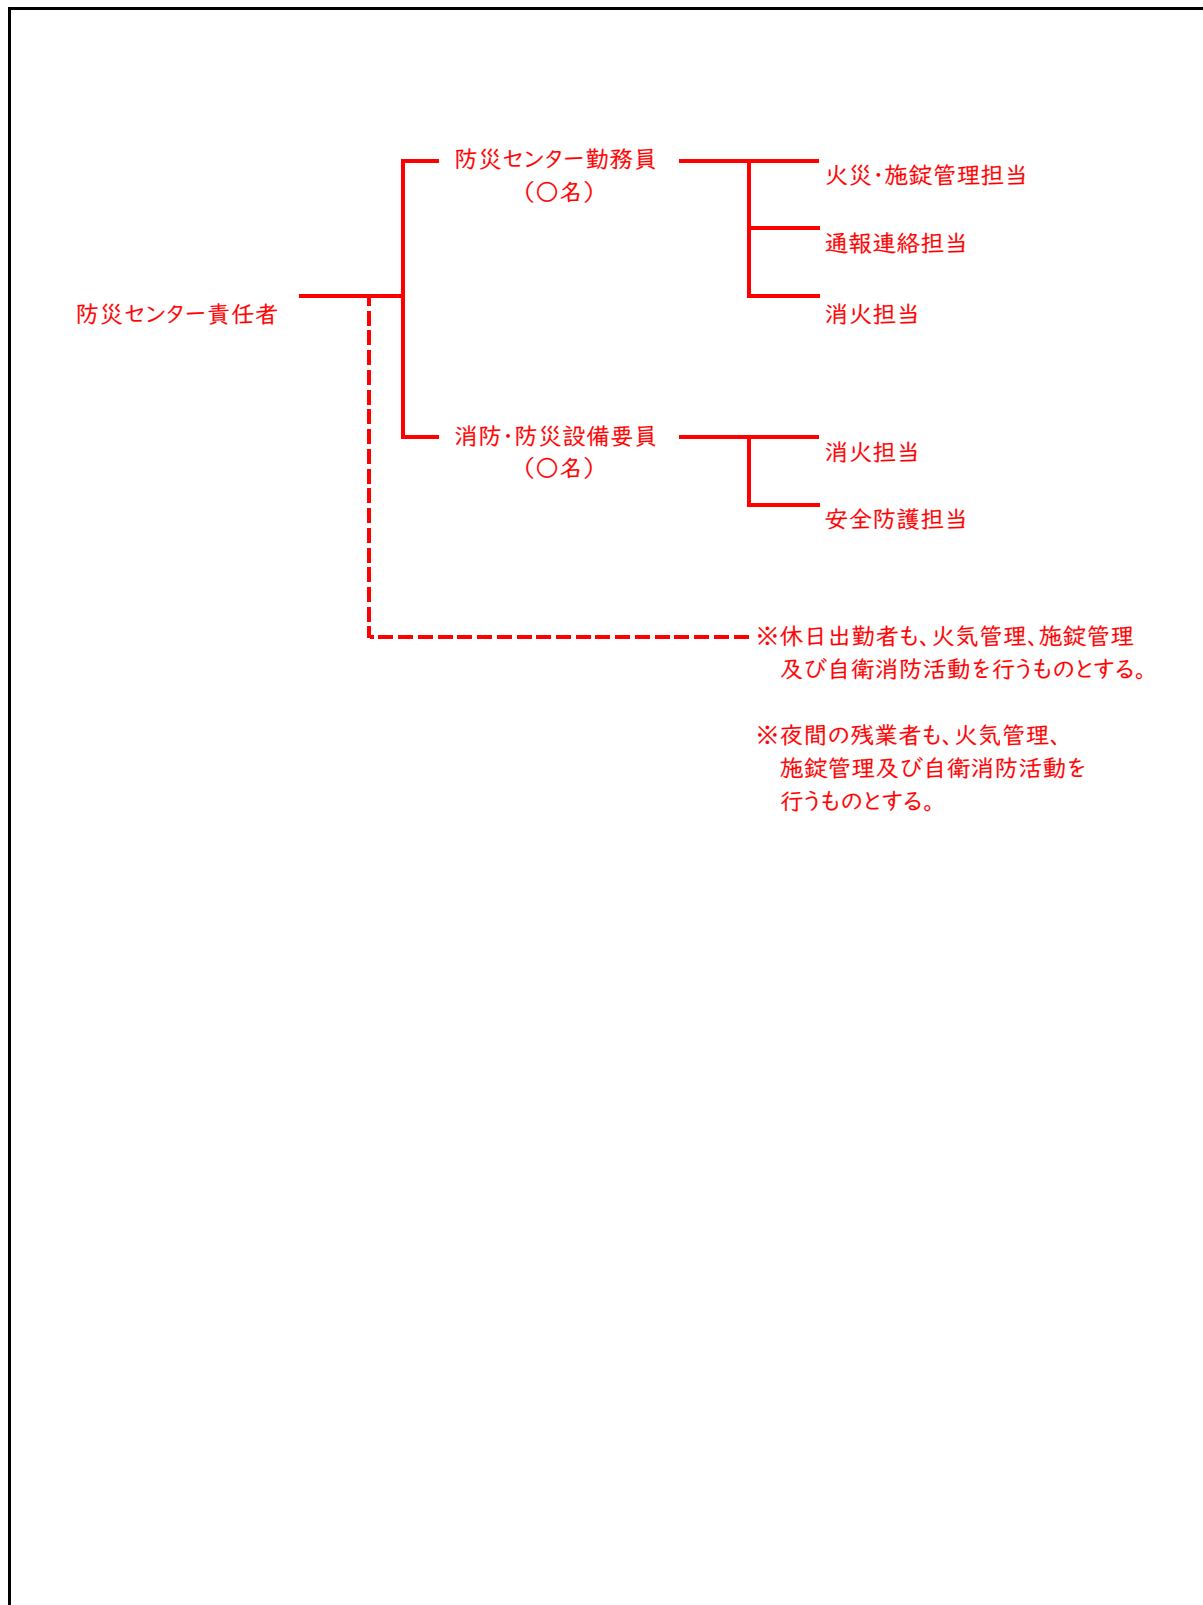 防災センター勤務員
（〇名）
火災・施錠管理担当
通報連絡担当
消火担当
防災センター責任者
消防・防災設備要員
（〇名）
消火担当
安全防護担当
※休日出勤者も、火気管理、施錠管理
及び自衛消防活動を行うものとする。
※夜間の残業者も、火気管理、
施錠管理及び自衛消防活動を
行うものとする。